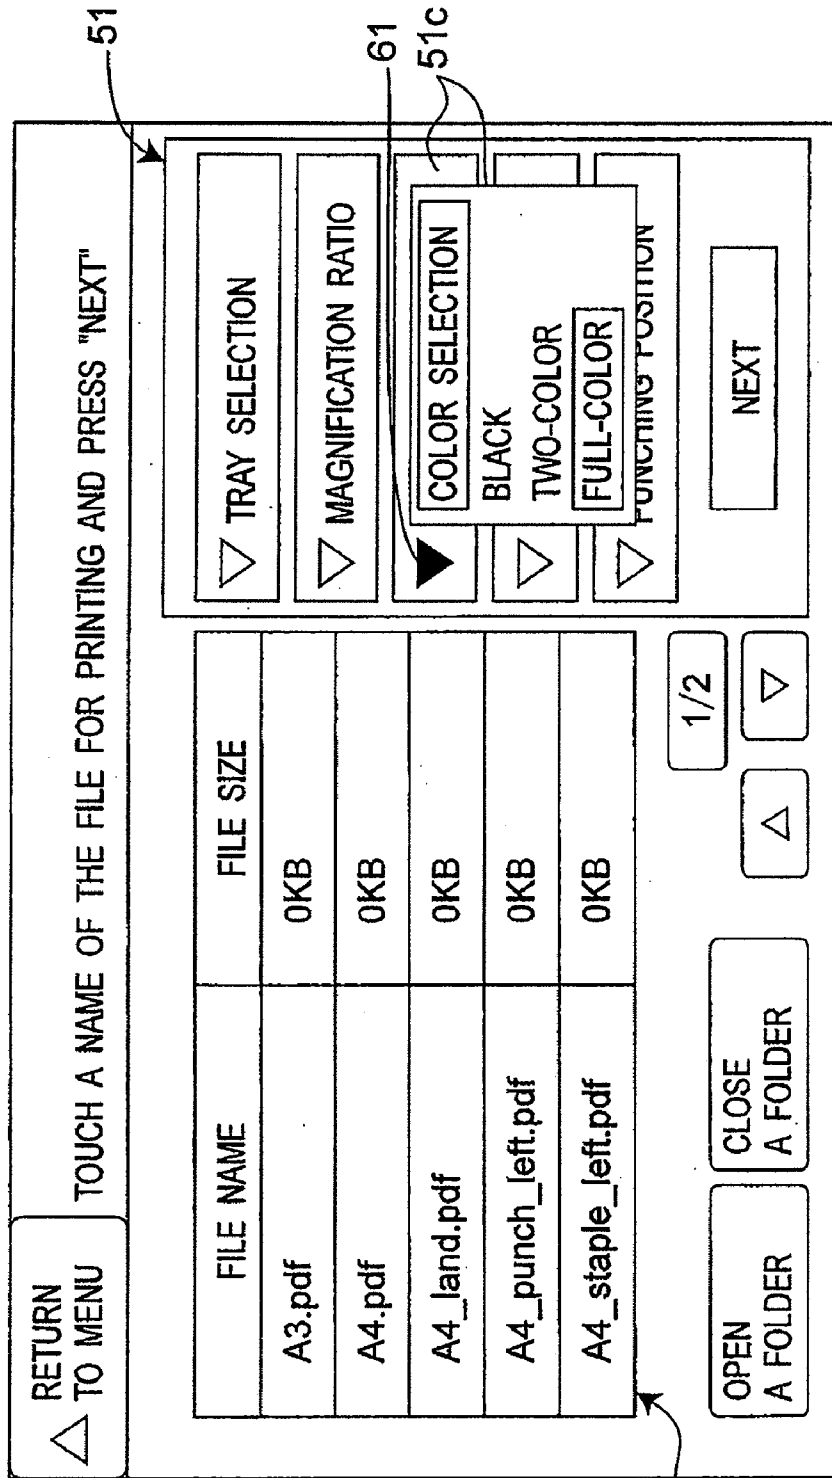 △ RETURN
TO MENU
TOUCH A NAME OF THE FILE FOR PRINTING AND PRESS "NEXT"
51
FILE NAME FILE SIZE
A3.pdf 0KB
A4.pdf 0KB
A4_land.pdf 0KB
A4_punch_left.pdf 0KB
A4_staple_left.pdf 0KB
▽ TRAY SELECTION
▽ MAGNIFICATION RATIO
61
51c
▼ COLOR SELECTION
BLACK
▽ TWO-COLOR
FULL-COLOR
▽ PUNCHING POSITION
NEXT
1/2
△ ▽
OPEN
A FOLDER
CLOSE
A FOLDER